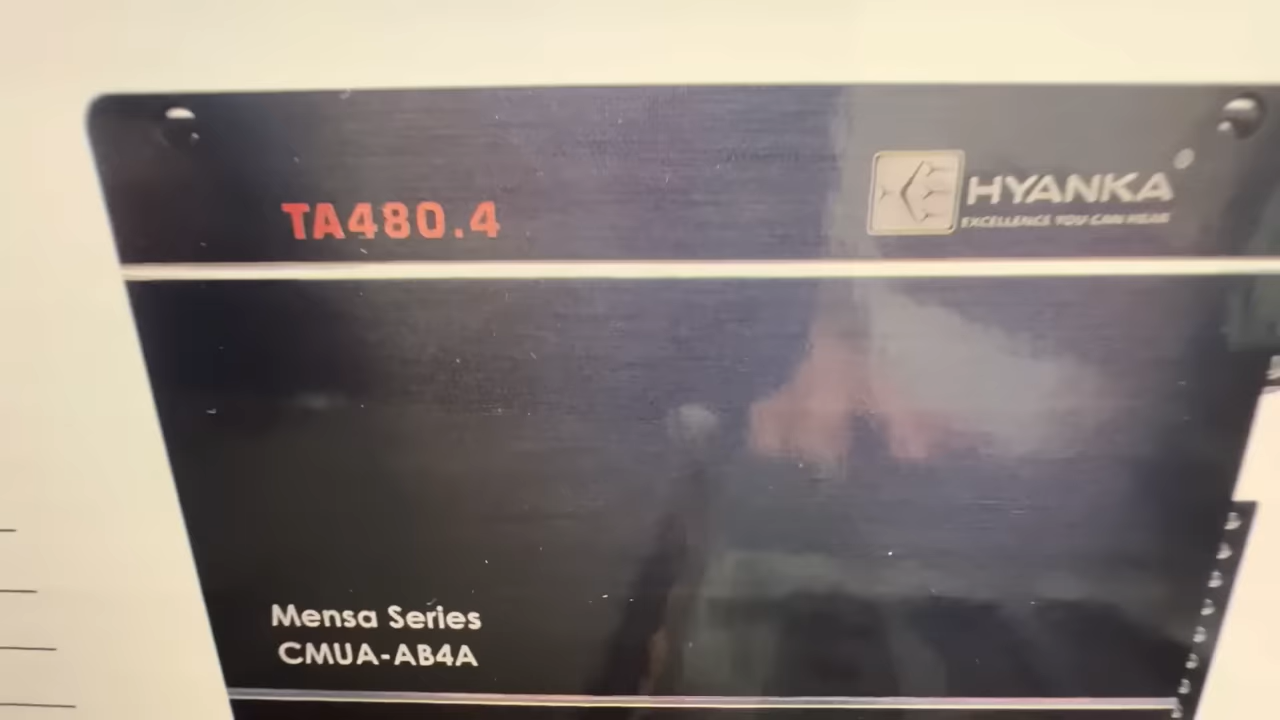 TA480.4
HYANKA
EXCELLENCE YOU CAN HEAR
Mensa Series
CMUA-AB4A